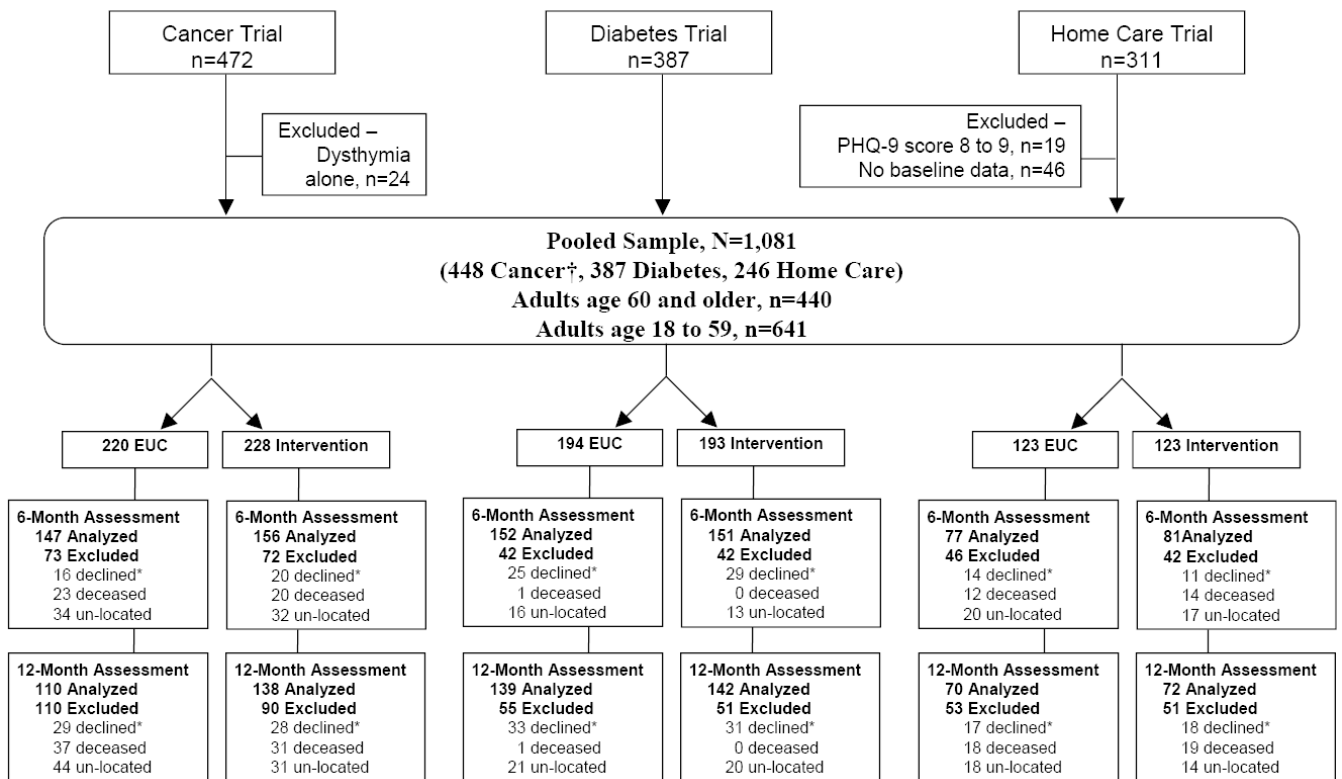 Cancer Trial
n=472
Diabetes Trial
n=387
Home Care Trial
n=311
Excluded –
Dysthymia
alone, n=24
Excluded –
PHQ-9 score 8 to 9, n=19
No baseline data, n=46
Pooled Sample, N=1,081
(448 Cancer†, 387 Diabetes, 246 Home Care)
Adults age 60 and older, n=440
Adults age 18 to 59, n=641
220 EUC
228 Intervention
194 EUC
193 Intervention
123 EUC
123 Intervention
6-Month Assessment
147 Analyzed
73 Excluded
16 declined*
23 deceased
34 un-located
6-Month Assessment
156 Analyzed
72 Excluded
20 declined*
20 deceased
32 un-located
6-Month Assessment
152 Analyzed
42 Excluded
25 declined*
1 deceased
16 un-located
6-Month Assessment
151 Analyzed
42 Excluded
29 declined*
0 deceased
13 un-located
6-Month Assessment
77 Analyzed
46 Excluded
14 declined*
12 deceased
20 un-located
6-Month Assessment
81Analyzed
42 Excluded
11 declined*
14 deceased
17 un-located
12-Month Assessment
110 Analyzed
110 Excluded
29 declined*
37 deceased
44 un-located
12-Month Assessment
138 Analyzed
90 Excluded
28 declined*
31 deceased
31 un-located
12-Month Assessment
139 Analyzed
55 Excluded
33 declined*
1 deceased
21 un-located
12-Month Assessment
142 Analyzed
51 Excluded
31 declined*
0 deceased
20 un-located
12-Month Assessment
70 Analyzed
53 Excluded
17 declined*
18 deceased
18 un-located
12-Month Assessment
72 Analyzed
51 Excluded
18 declined*
19 deceased
14 un-located